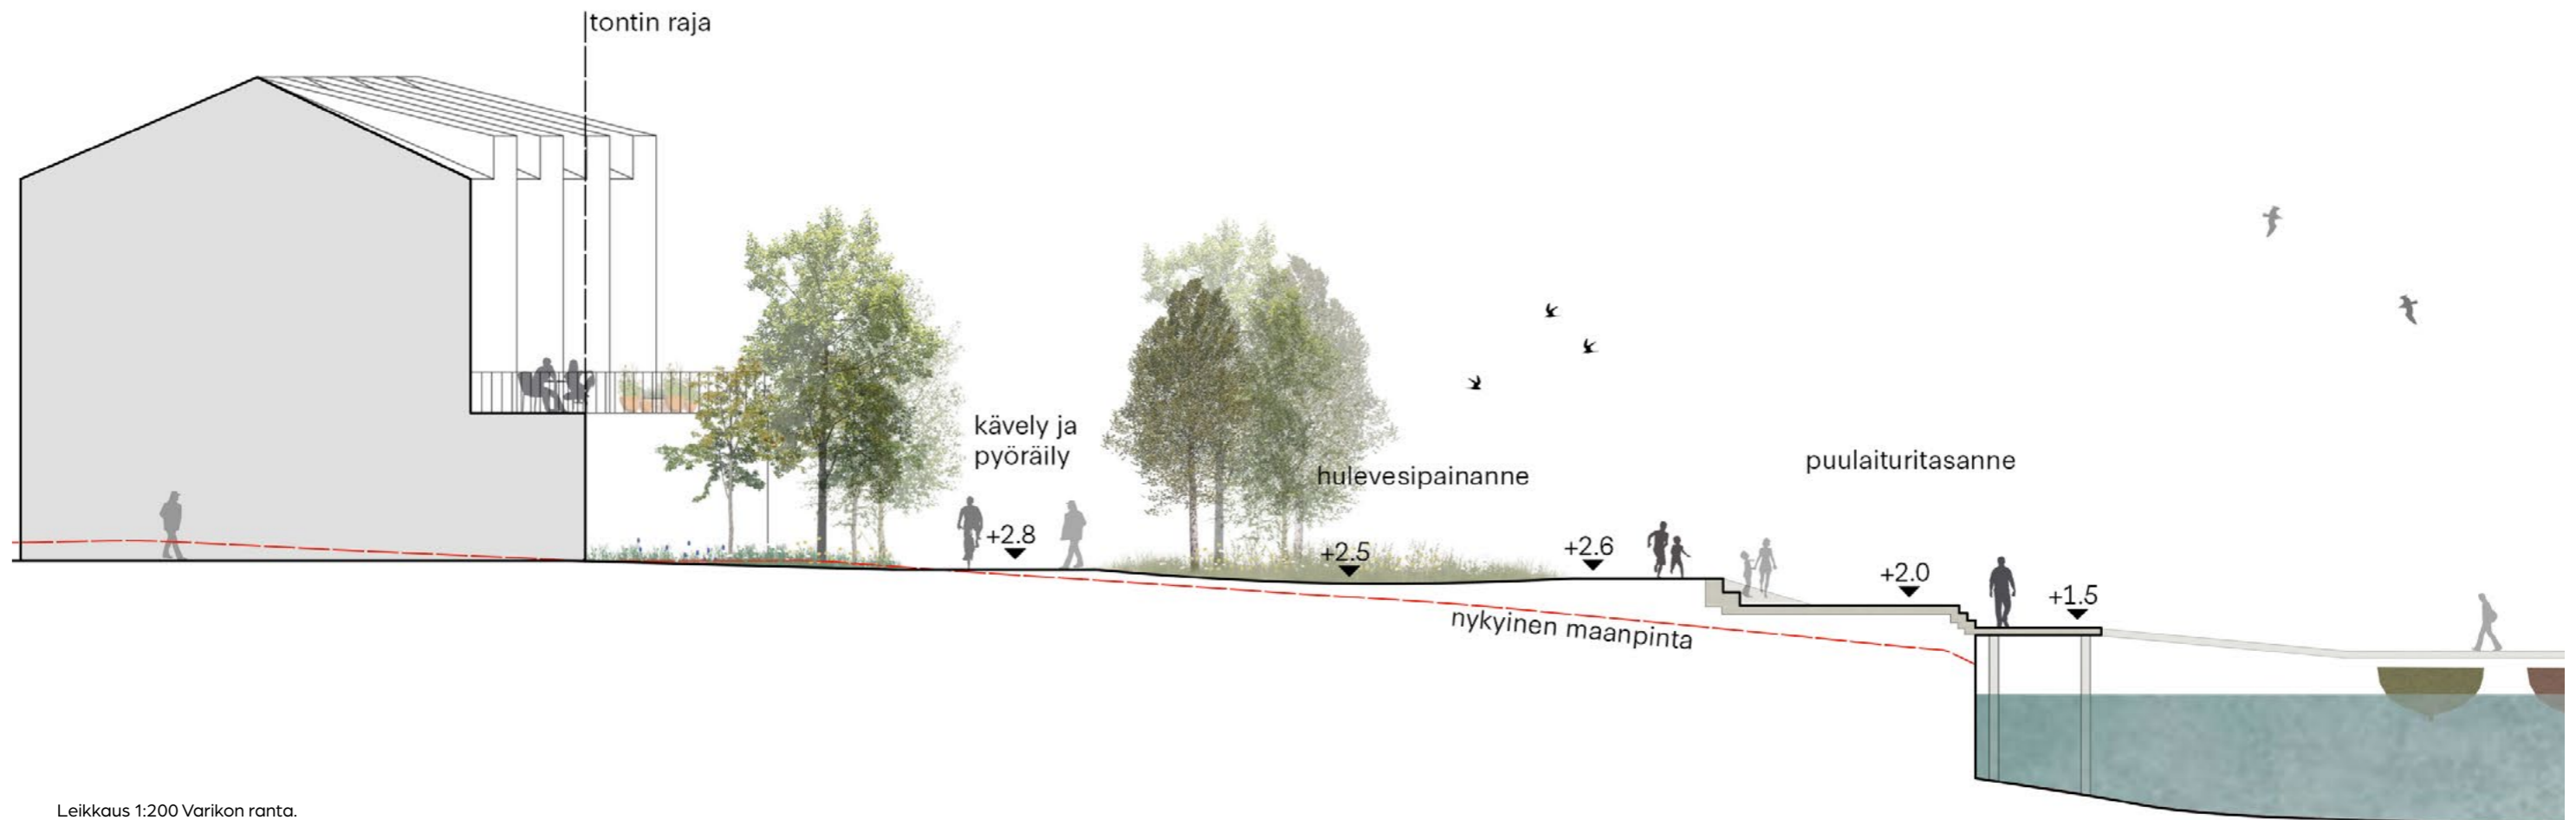 tontin raja
kävely ja
pyöräily
hulevesipainanne
puulaituritasanne
+2.8
+2.5
+2.6
+2.0
+1.5
nykyinen maanpinta
Leikkaus 1:200 Varikon ranta.